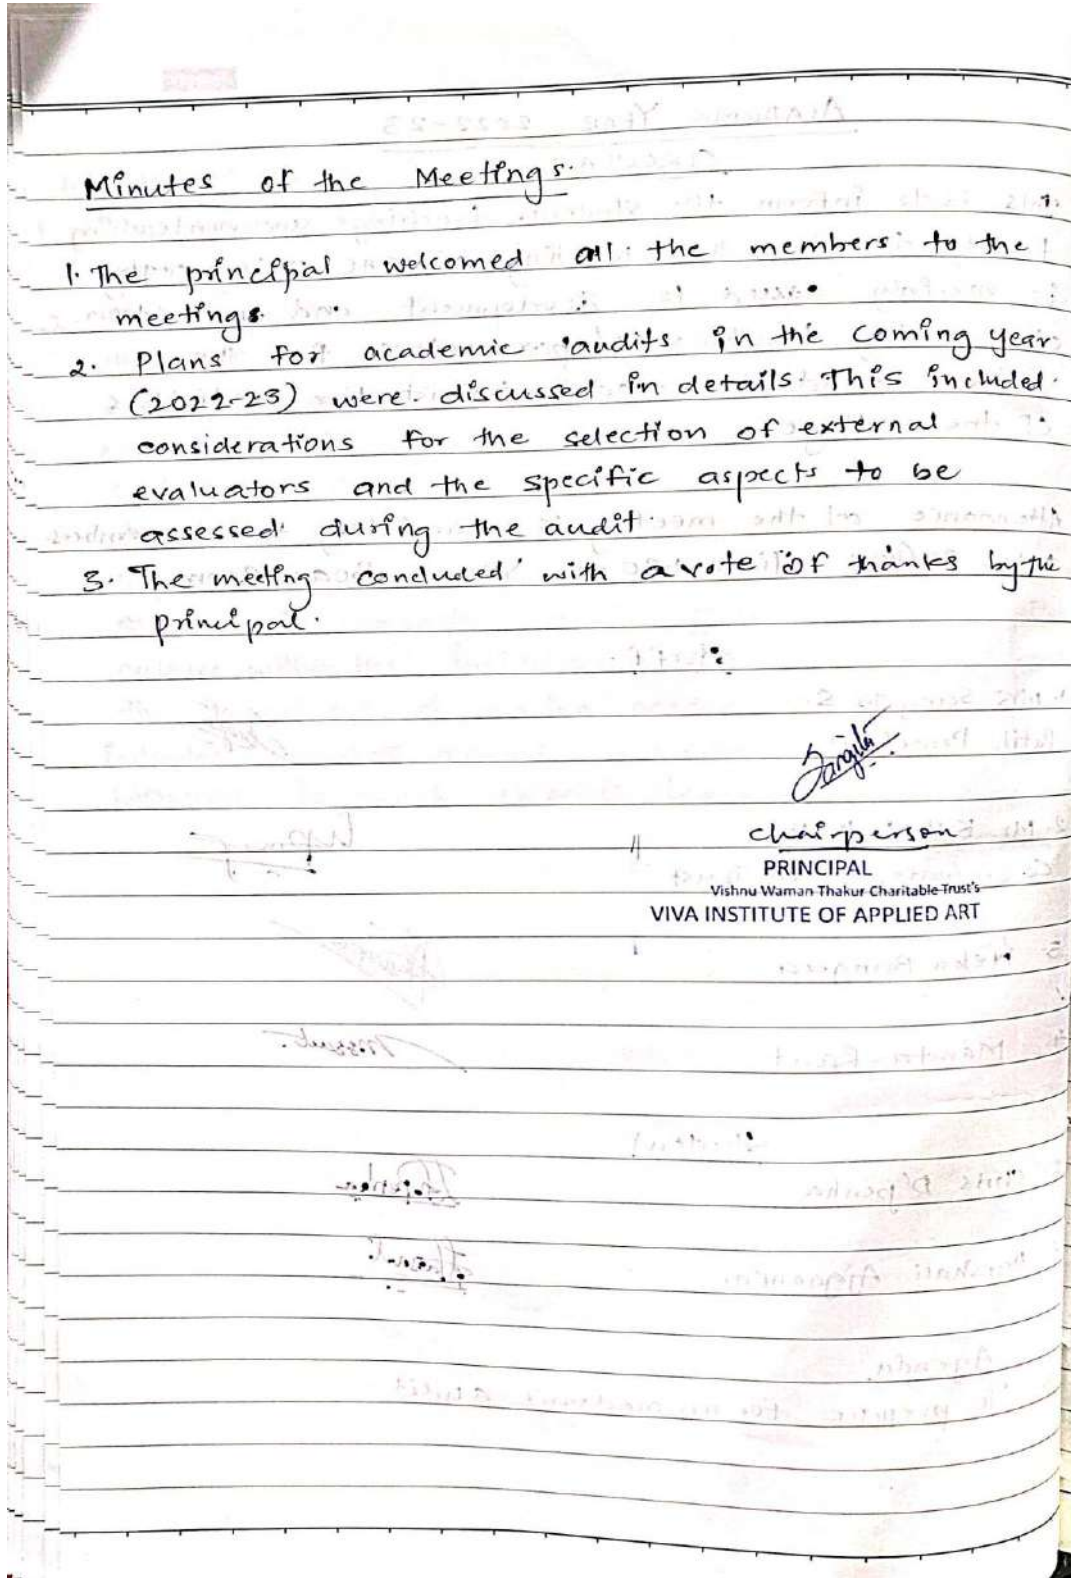 Minutes of the Meetings.
1. The principal welcomed all the members to the
meetings.
2. Plans for academic audits in the coming year
(2022-23) were discussed in details. This included
considerations for the selection of external
evaluators and the specific aspects to be
assessed during the audit.
3. The meeting concluded with a vote of thanks by the
principal.
Sangita
Chairperson
PRINCIPAL
Vishnu Waman Thakur Charitable Trust's
VIVA INSTITUTE OF APPLIED ART